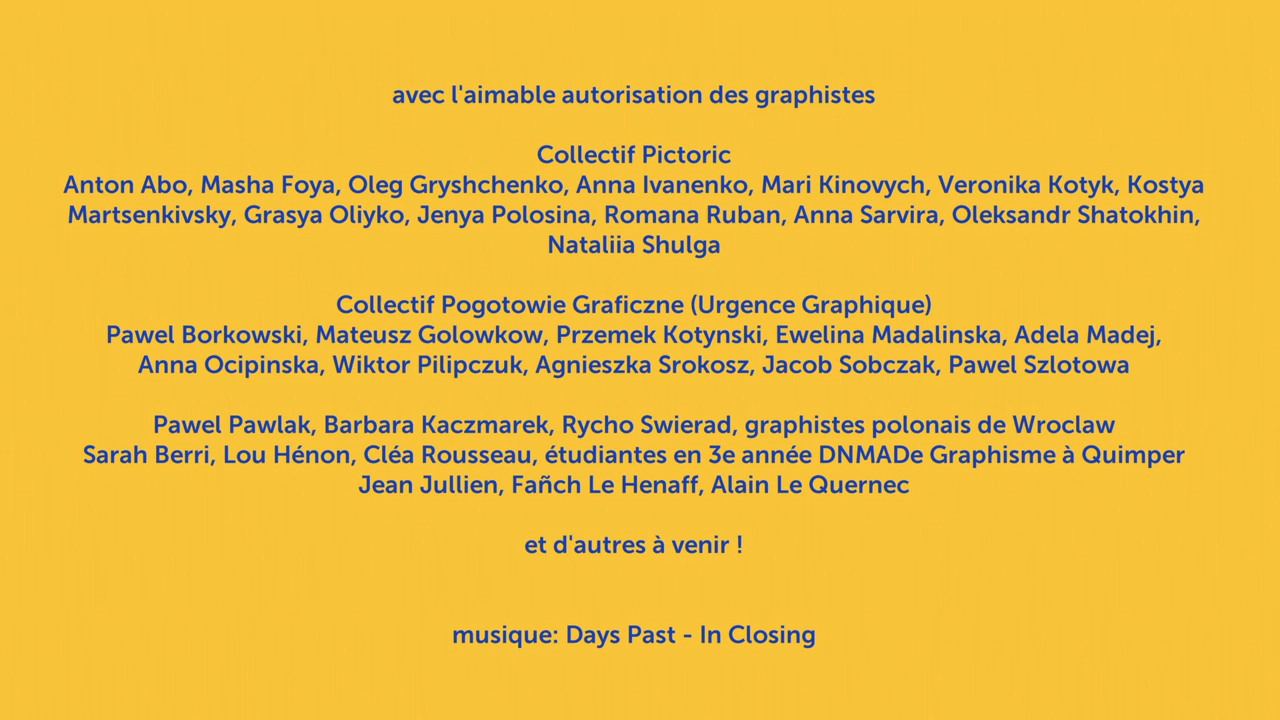 avec l'aimable autorisation des graphistes
Collectif Pictoric
Anton Abo, Masha Foya, Oleg Gryshchenko, Anna Ivanenko, Mari Kinovych, Veronika Kotyk, Kostya
Martsenkivsky, Grasya Oliyko, Jenya Polosina, Romana Ruban, Anna Sarvira, Oleksandr Shatokhin,
Nataliia Shulga
Collectif Pogotowie Graficzne (Urgence Graphique)
Pawel Borkowski, Mateusz Golowkow, Przemek Kotynski, Ewelina Madalinska, Adela Madej,
Anna Ocipinska, Wiktor Pilipczuk, Agnieszka Srokosz, Jacob Sobczak, Pawel Szlotowa
Pawel Pawlak, Barbara Kaczmarek, Rycho Swierad, graphistes polonais de Wroclaw
Sarah Berri, Lou Hénon, Cléa Rousseau, étudiantes en 3e année DNMADe Graphisme à Quimper
Jean Jullien, Fañch Le Henaff, Alain Le Quernec
et d'autres à venir !
musique: Days Past - In Closing